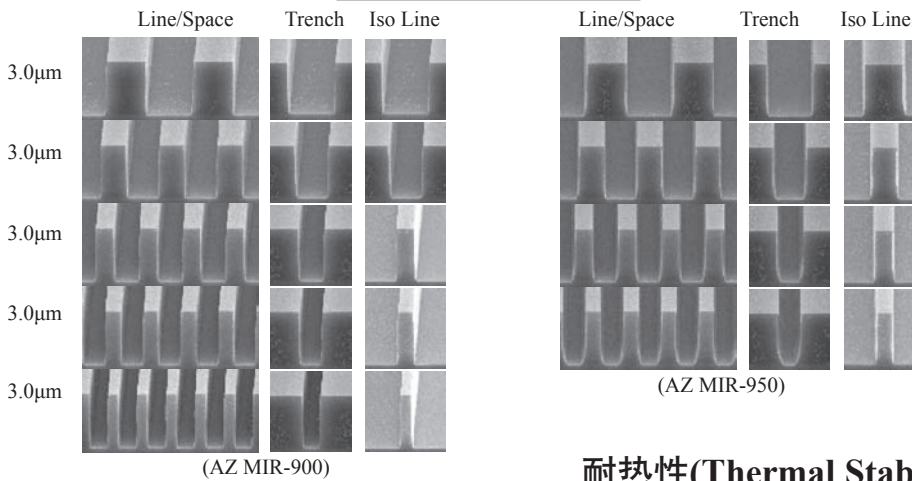 Line/Space Trench Iso Line
3.0μm
3.0μm
3.0μm
3.0μm
3.0μm
(AZ MIR-900)
Line/Space Trench Iso Line
(AZ MIR-950)
耐热性(Thermal Stab